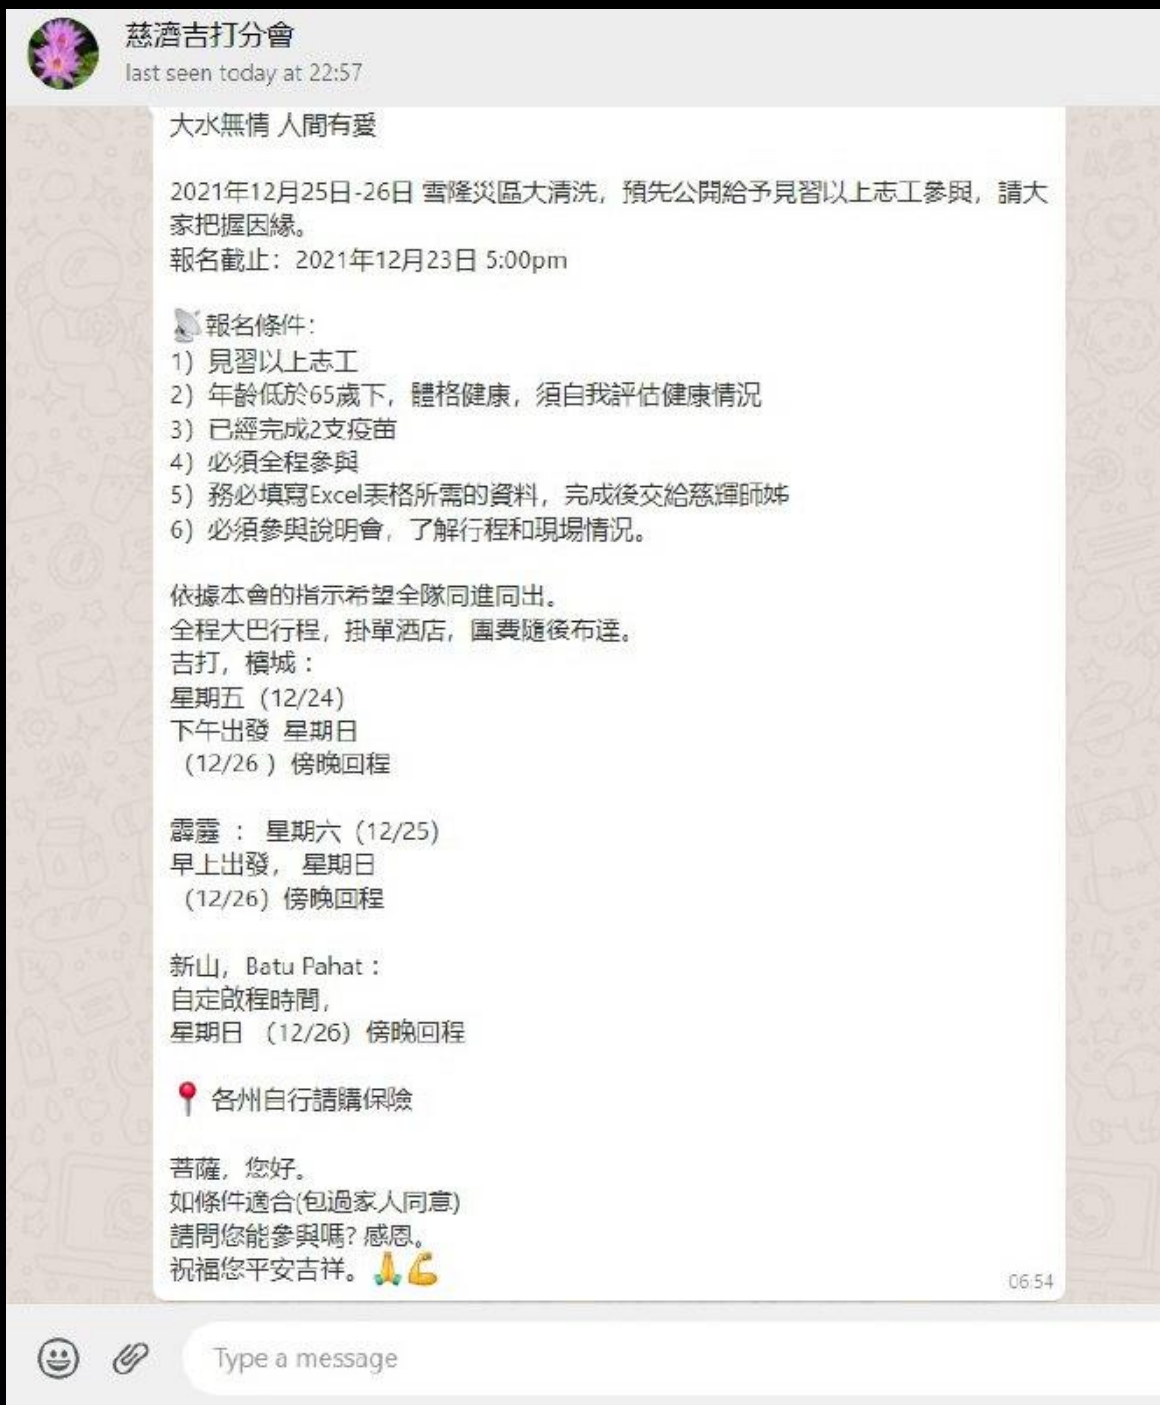 慈濟吉打分會
last seen today at 22:57
大水無情 人間有愛
2021年12月25日-26日 雪隆災區大清洗，預先公開給予見習以上志工參與，請大
家把握因緣。
報名截止：2021年12月23日 5:00pm
報名條件：
1）見習以上志工
2）年齡低於65歲下，體格健康，須自我評估健康情況
3）已經完成2支疫苗
4）必須全程參與
5）務必填寫Excel表格所需的資料，完成後交給慈輝師姊
6）必須參與說明會，了解行程和現場情況。
依據本會的指示希望全隊同進同出。
全程大巴行程，掛單酒店，團費隨後布達。
吉打，檳城：
星期五（12/24）
下午出發 星期日
（12/26 ）傍晚回程
霹靂 ： 星期六（12/25）
早上出發， 星期日
（12/26）傍晚回程
新山，Batu Pahat：
自定啟程時間，
星期日 （12/26）傍晚回程
各州自行請購保險
菩薩，您好。
如條件適合(包過家人同意)
請問您能參與嗎? 感恩。
祝福您平安吉祥。
06:54
Type a message